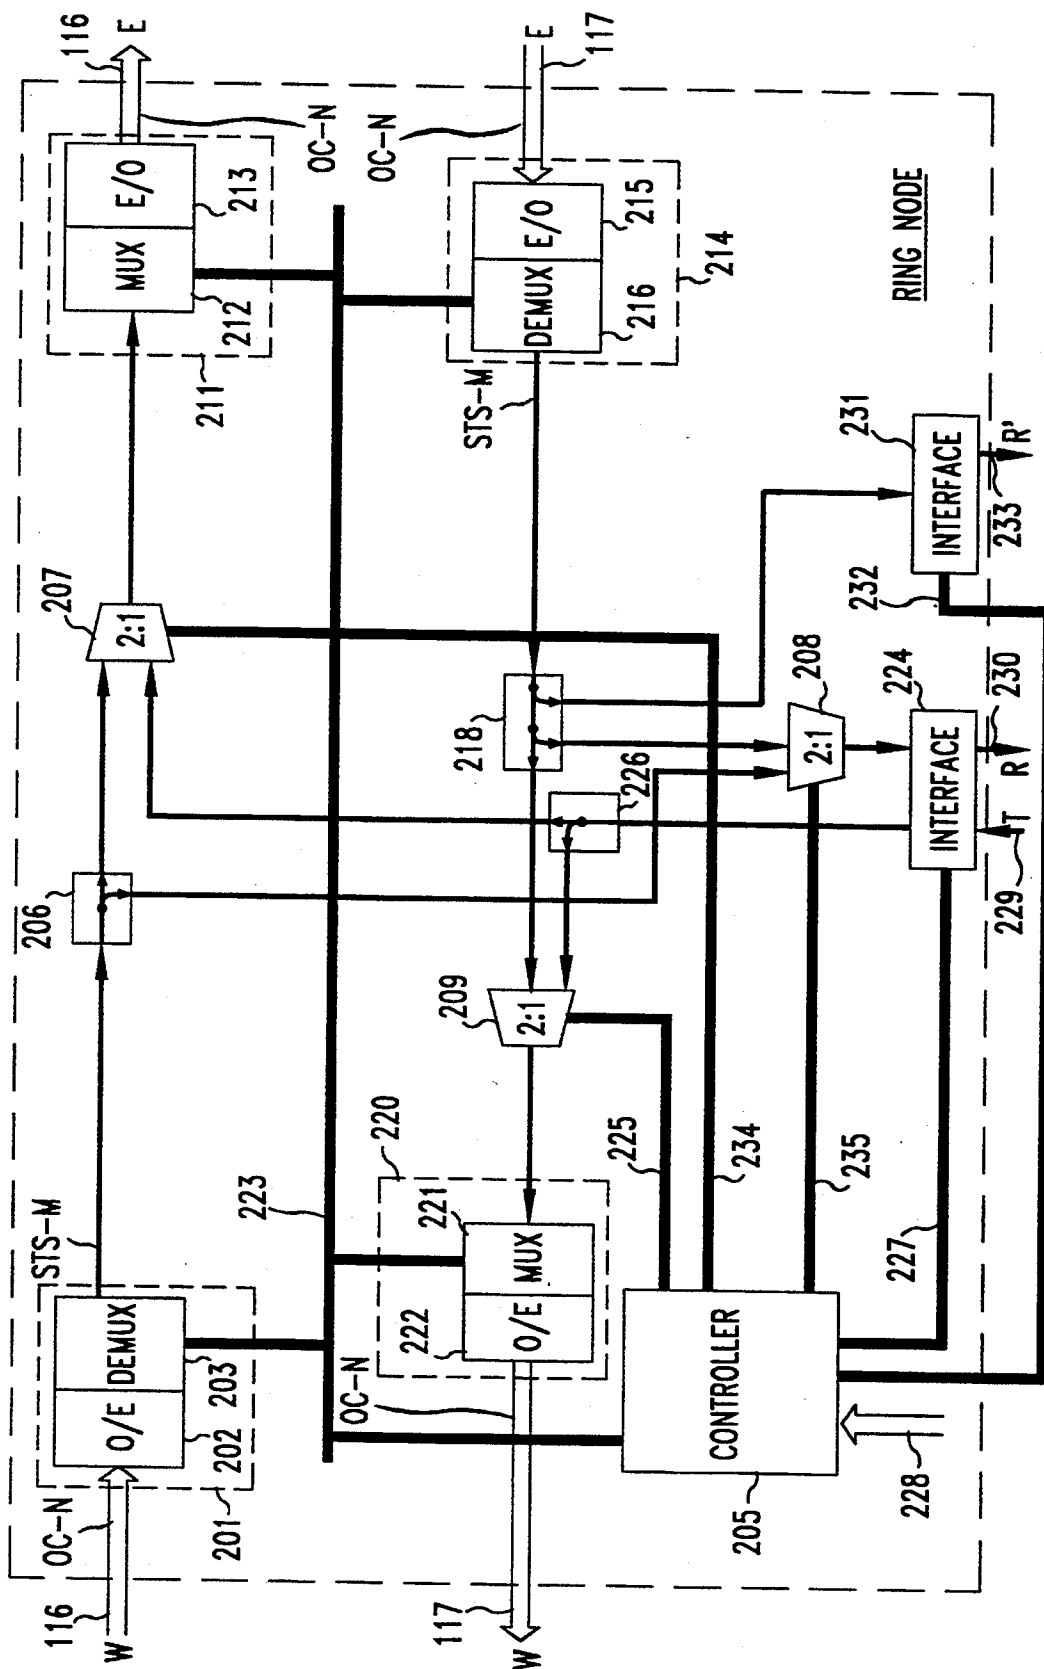 116
W
OC-N
201
O/E
DEMUX
202
203
STS-M
206
207
2:1
211
MUX
E/O
212
213
116
E
OC-N
223
117
W
OC-N
220
222
221
O/E
MUX
209
2:1
218
226
STS-M
DEMUX
E/O
216
215
214
OC-N
117
E
225
234
235
227
CONTROLLER
205
228
208
2:1
224
INTERFACE
229
T
R
230
231
INTERFACE
232
233
R'
RING NODE